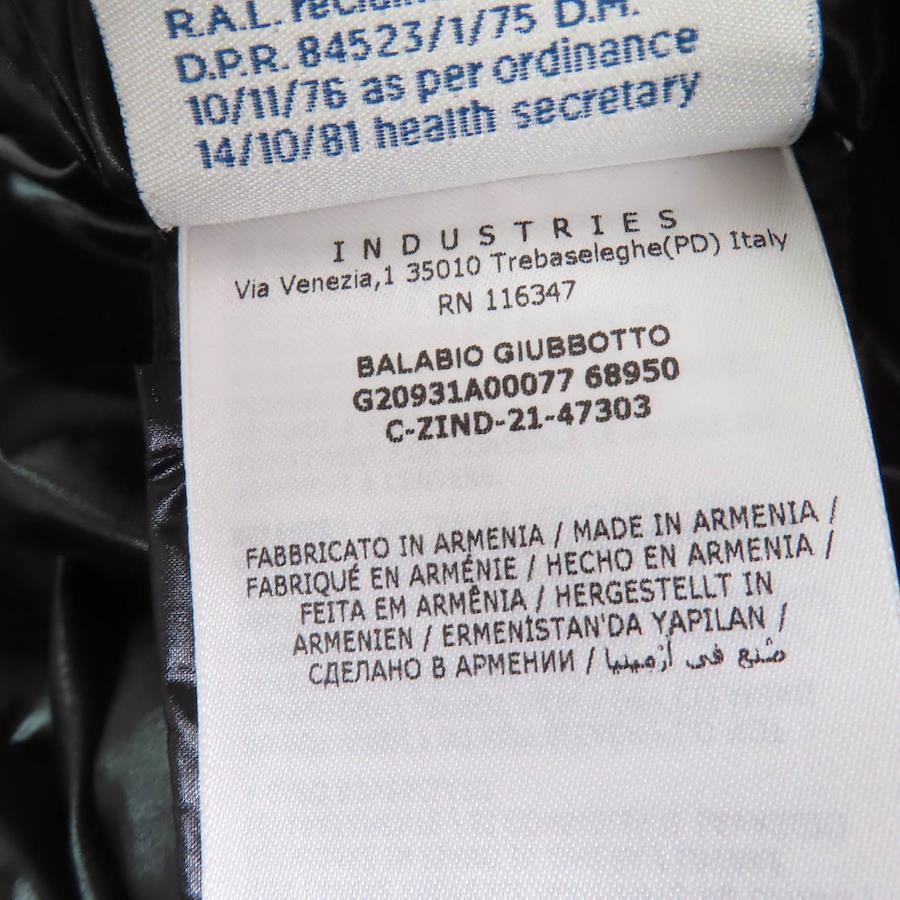 R.A.L.
D.P.R. 84523/1/75 D.M.
10/11/76 as per ordinance
14/10/81 health secretary
INDUSTRIES
Via Venezia,1 35010 Trebaseleghe(PD) Italy
RN 116347
BALABIO GIUBBOTTO
G20931A00077 68950
C-ZIND-21-47303
FABBRICATO IN ARMENIA / MADE IN ARMENIA /
FABRIQUÉ EN ARMÉNIE / HECHO EN ARMENIA /
FEITA EM ARMÊNIA / HERGESTELLT IN
ARMENIEN / ERMENİSTAN'DA YAPILAN /
СДЕЛАНО В АРМЕНИИ / صنع في أرمينيا